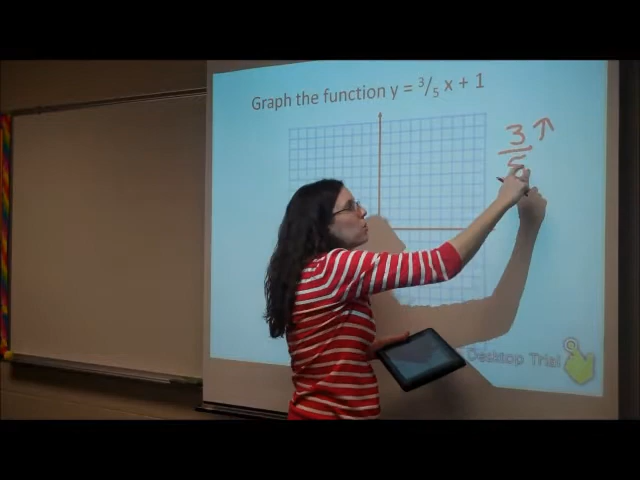 Graph the function y = ³/₅ x + 1
3 ↑
5
Desktop Trial